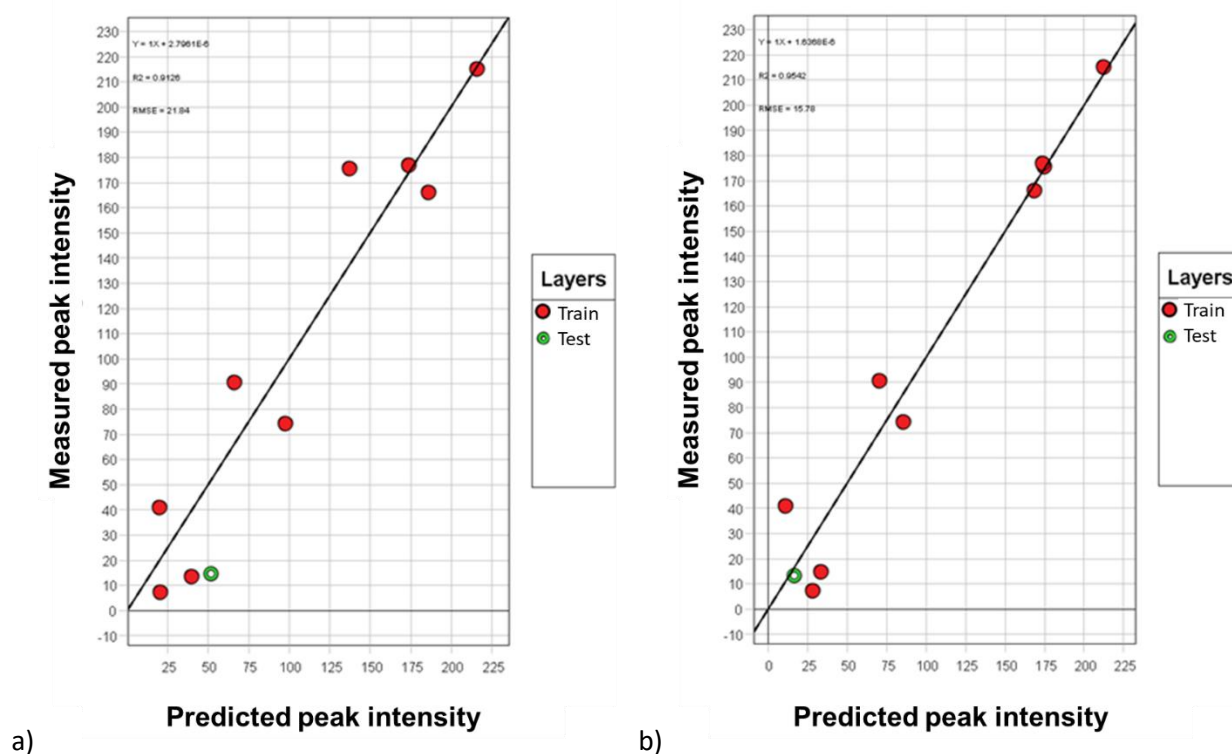 Y = 1X + 2.7961E-6
R2 = 0.9126
RMSE = 21.84
230
220
210
200
190
180
170
160
150
140
130
120
110
100
90
80
70
60
50
40
30
20
10
0
-10
25 50 75 100 125 150 175 200 225
Measured peak intensity
Predicted peak intensity
Layers
Train
Test
a)
Y = 1X + 1.6368E-6
R2 = 0.9542
RMSE = 15.78
230
220
210
200
190
180
170
160
150
140
130
120
110
100
90
80
70
60
50
40
30
20
10
0
-10
0 25 50 75 100 125 150 175 200 225
Measured peak intensity
Predicted peak intensity
Layers
Train
Test
b)